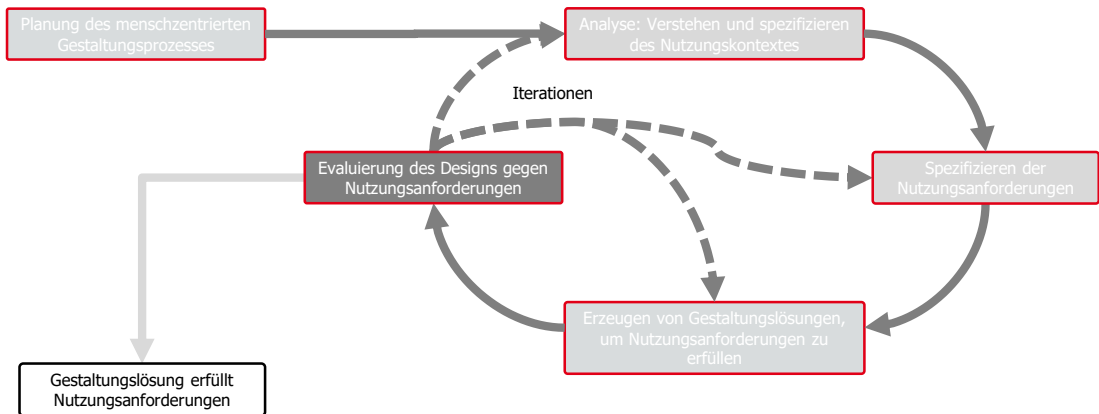 Planung des menschzentrierten
Gestaltungsprozesses
Analyse: Verstehen und spezifizieren
des Nutzungskontextes
Iterationen
Evaluierung des Designs gegen
Nutzungsanforderungen
Spezifizieren der
Nutzungsanforderungen
Erzeugen von Gestaltungslösungen,
um Nutzungsanforderungen zu
erfüllen
Gestaltungslösung erfüllt
Nutzungsanforderungen